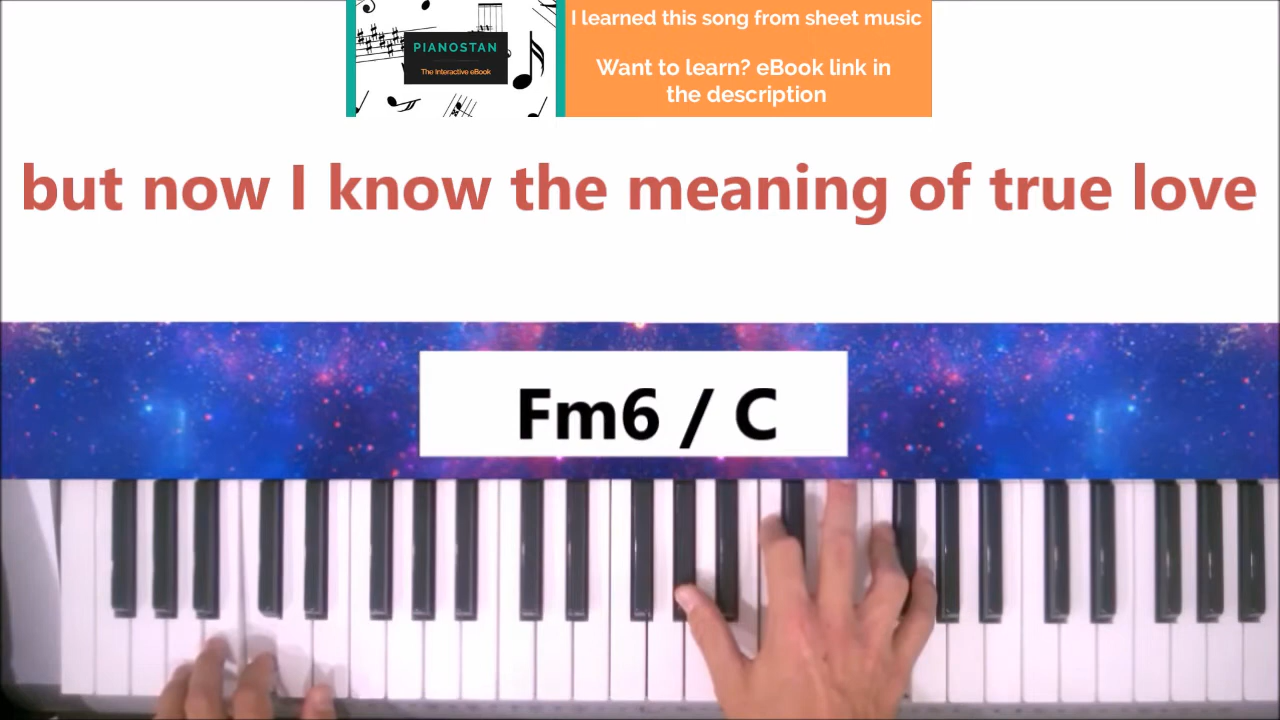 PIANOSTAN
The Interactive eBook
I learned this song from sheet music
Want to learn? eBook link in
the description
but now I know the meaning of true love
Fm6 / C